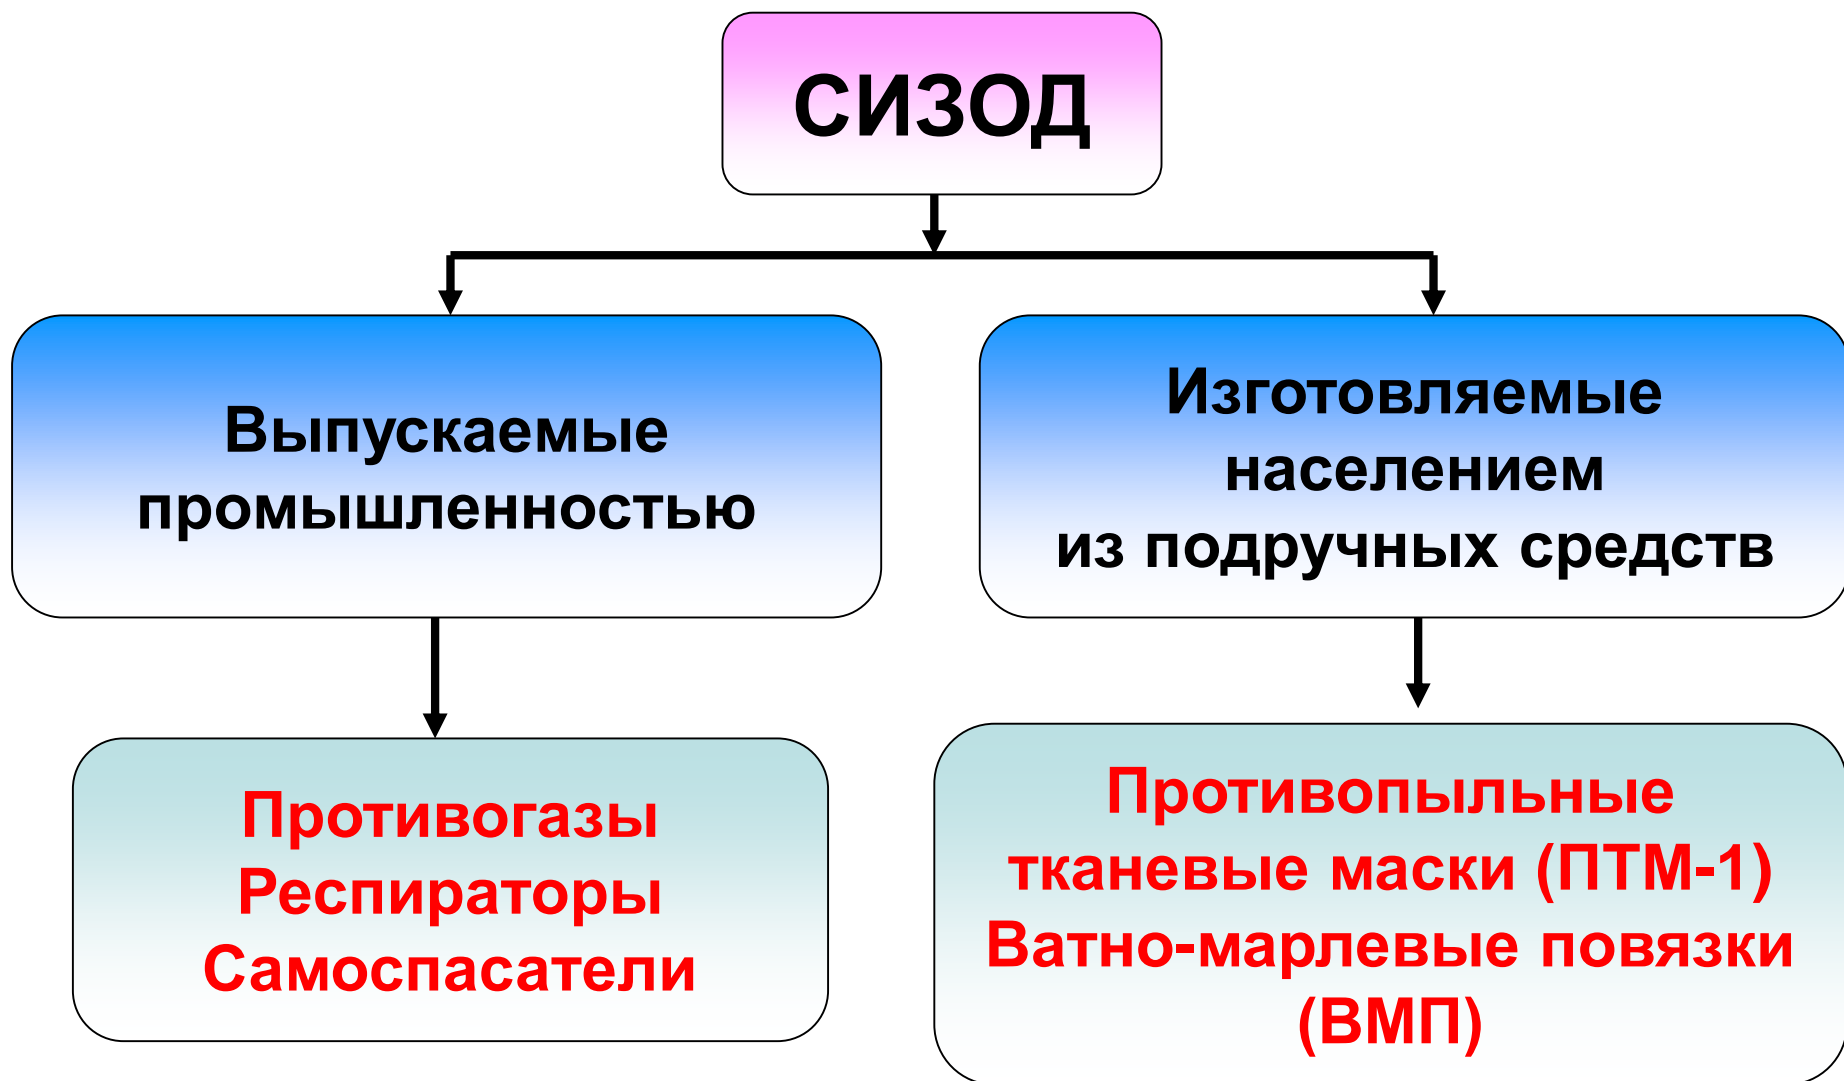 СИЗОД
Выпускаемые
промышленностью
Изготовляемые
населением
из подручных средств
Противогазы
Респираторы
Самоспасатели
Противопыльные
тканевые маски (ПТМ-1)
Ватно-марлевые повязки
(ВМП)